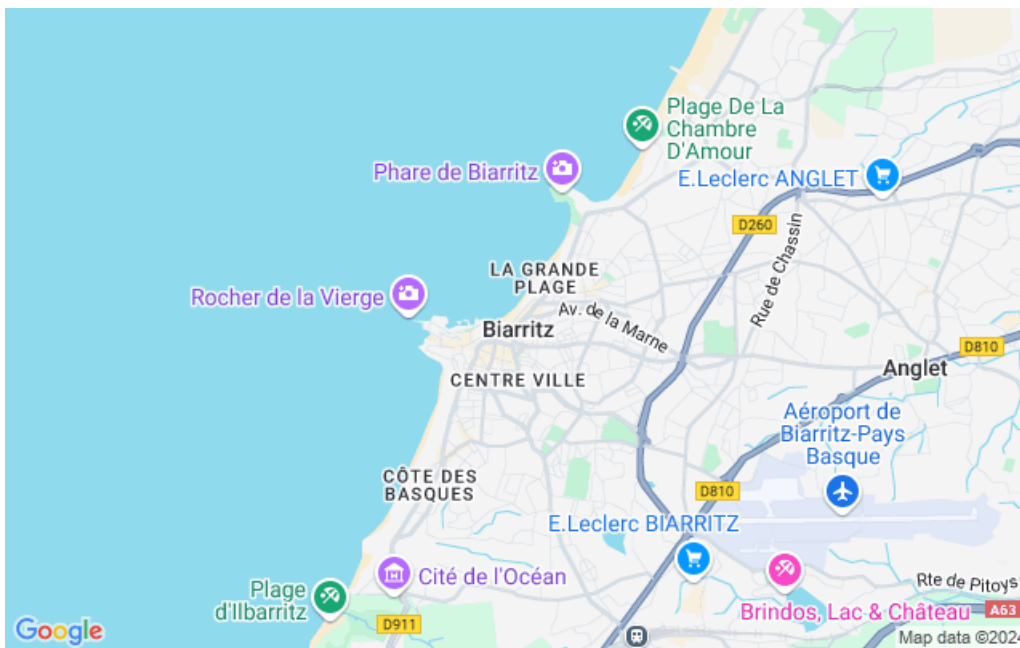 Plage De La
Chambre
D'Amour
Phare de Biarritz
E.Leclerc ANGLET
D260
Rue de Chassin
LA GRANDE
PLAGE
Rocher de la Vierge
Av. de la Marne
Biarritz
D810
Anglet
CENTRE VILLE
Aéroport de
Biarritz-Pays
Basque
CÔTE DES
BASQUES
D810
E.Leclerc BIARRITZ
Cité de l'Océan
Plage
d'Ilbarritz
Rte de Pitoys
Brindos, Lac & Château
A63
D911
Google
Map data ©2024